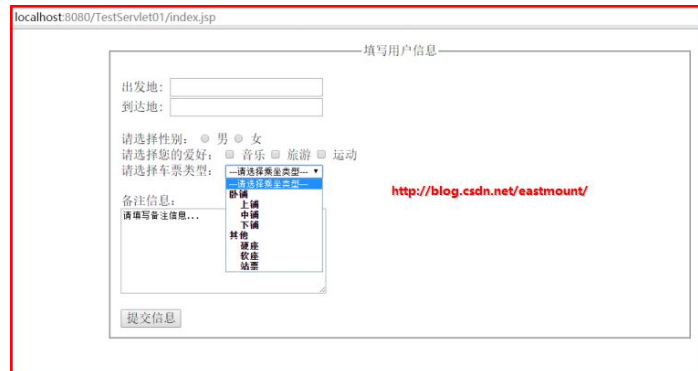 localhost:8080/TestServlet01/index.jsp
填写用户信息
出发地:
到达地:
请选择性别: 男 女
请选择您的爱好: 音乐 旅游 运动
请选择车票类型: ---请选择乘坐类型---
---请选择乘坐类型---
卧铺
上铺
中铺
下铺
其他
硬座
软座
站票
http://blog.csdn.net/eastmount/
备注信息:
请填写备注信息...
提交信息